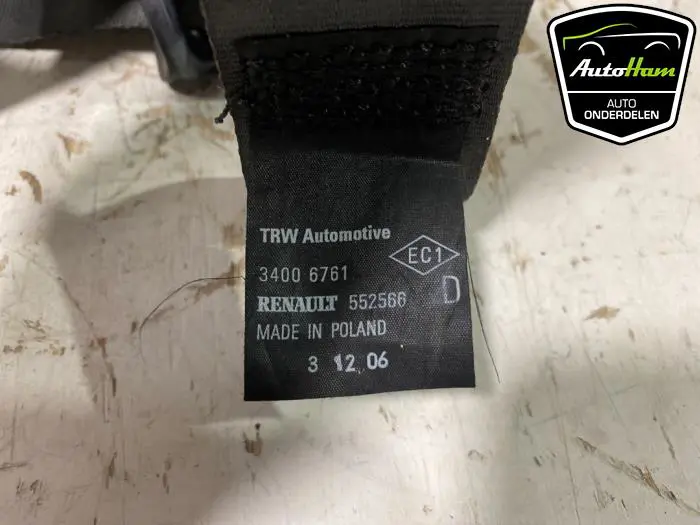 AutoHam
AUTO
ONDERDELEN
TRW Automotive
EC1
3400 6761
RENAULT 552566 D
MADE IN POLAND
3 12 06